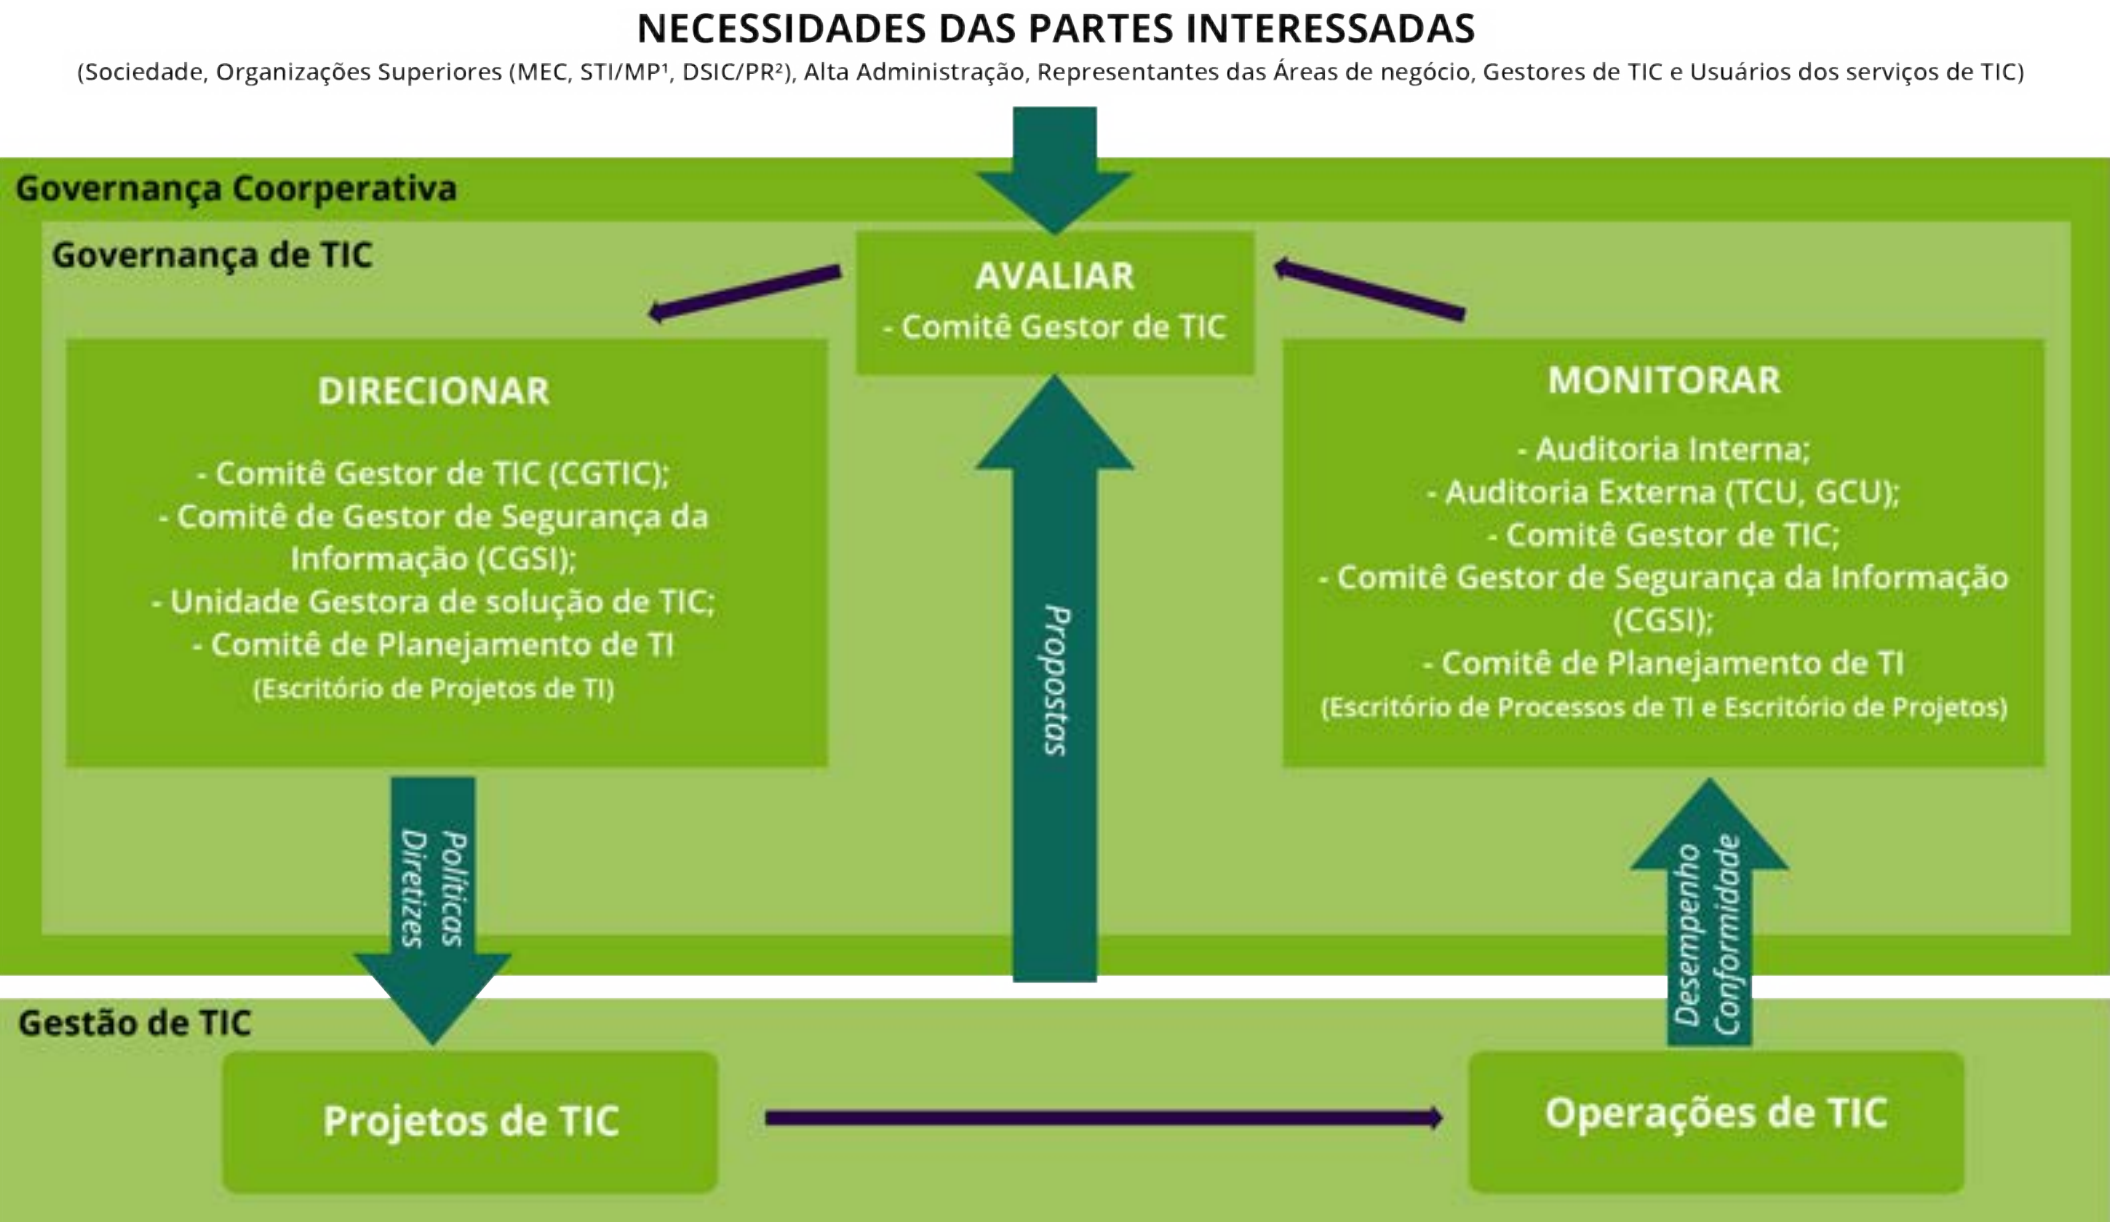 NECESSIDADES DAS PARTES INTERESSADAS
(Sociedade, Organizações Superiores (MEC, STI/MP¹, DSIC/PR²), Alta Administração, Representantes das Áreas de negócio, Gestores de TIC e Usuários dos serviços de TIC)
Governança Coorperativa
Governança de TIC
AVALIAR
- Comitê Gestor de TIC
DIRECIONAR
- Comitê Gestor de TIC (CGTIC);
- Comitê de Gestor de Segurança da
Informação (CGSI);
- Unidade Gestora de solução de TIC;
- Comitê de Planejamento de TI
(Escritório de Projetos de TI)
MONITORAR
- Auditoria Interna;
- Auditoria Externa (TCU, GCU);
- Comitê Gestor de TIC;
- Comitê Gestor de Segurança da Informação
(CGSI);
- Comitê de Planejamento de TI
(Escritório de Processos de TI e Escritório de Projetos)
Propostas
Políticas
Diretizes
Desempenho
Conformidade
Gestão de TIC
Projetos de TIC
Operações de TIC